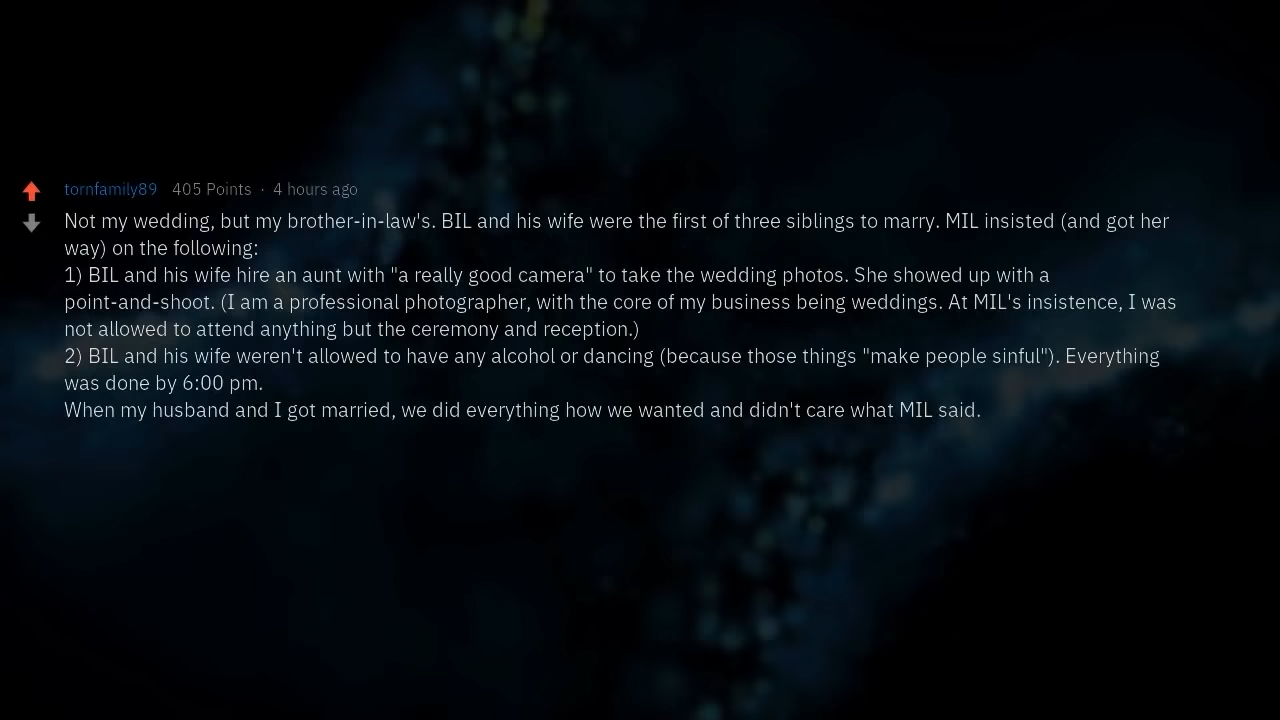 tornfamily89 405 Points · 4 hours ago
Not my wedding, but my brother-in-law's. BIL and his wife were the first of three siblings to marry. MIL insisted (and got her
way) on the following:
1) BIL and his wife hire an aunt with "a really good camera" to take the wedding photos. She showed up with a
point-and-shoot. (I am a professional photographer, with the core of my business being weddings. At MIL's insistence, I was
not allowed to attend anything but the ceremony and reception.)
2) BIL and his wife weren't allowed to have any alcohol or dancing (because those things "make people sinful"). Everything
was done by 6:00 pm.
When my husband and I got married, we did everything how we wanted and didn't care what MIL said.